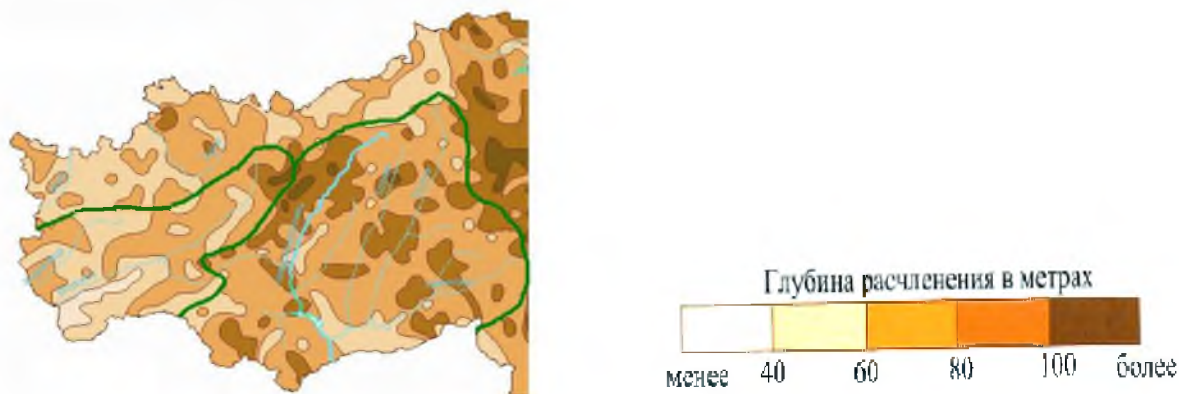 Глубина расчленения в метрах
менее 40 60 80 100 более